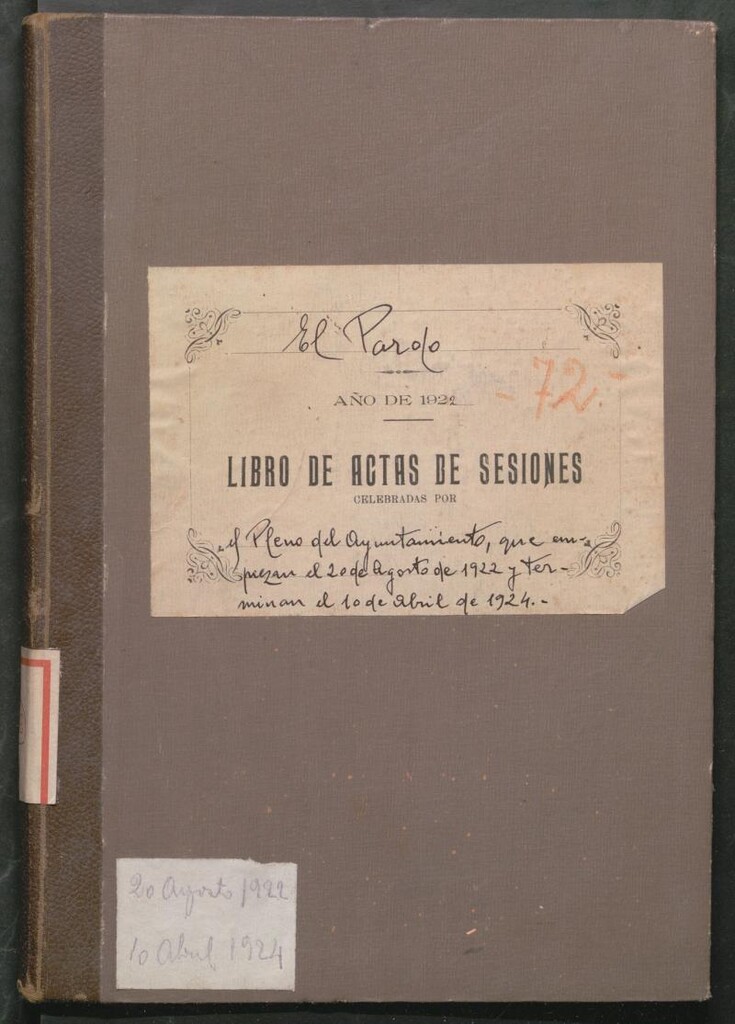 El Pardo
AÑO DE 1922
- 72.-
LIBRO DE ACTAS DE SESIONES
CELEBRADAS POR
el Pleno del Ayuntamiento, que em-
piezan el 20 de Agosto de 1922 y ter-
minan el 10 de Abril de 1924.-
20 Agosto 1922
10 Abril 1924